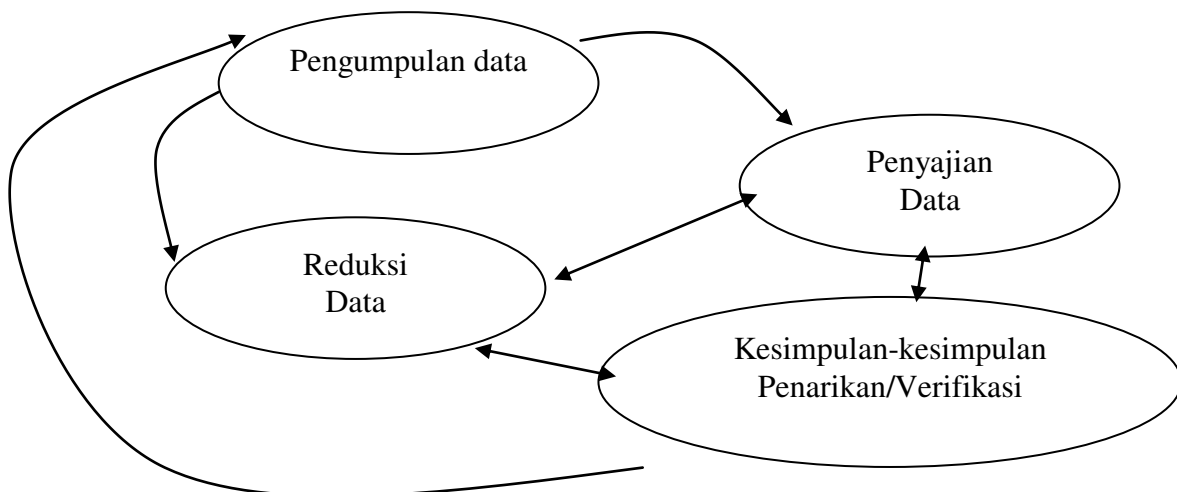 Pengumpulan data
Penyajian
Data
Reduksi
Data
Kesimpulan-kesimpulan
Penarikan/Verifikasi